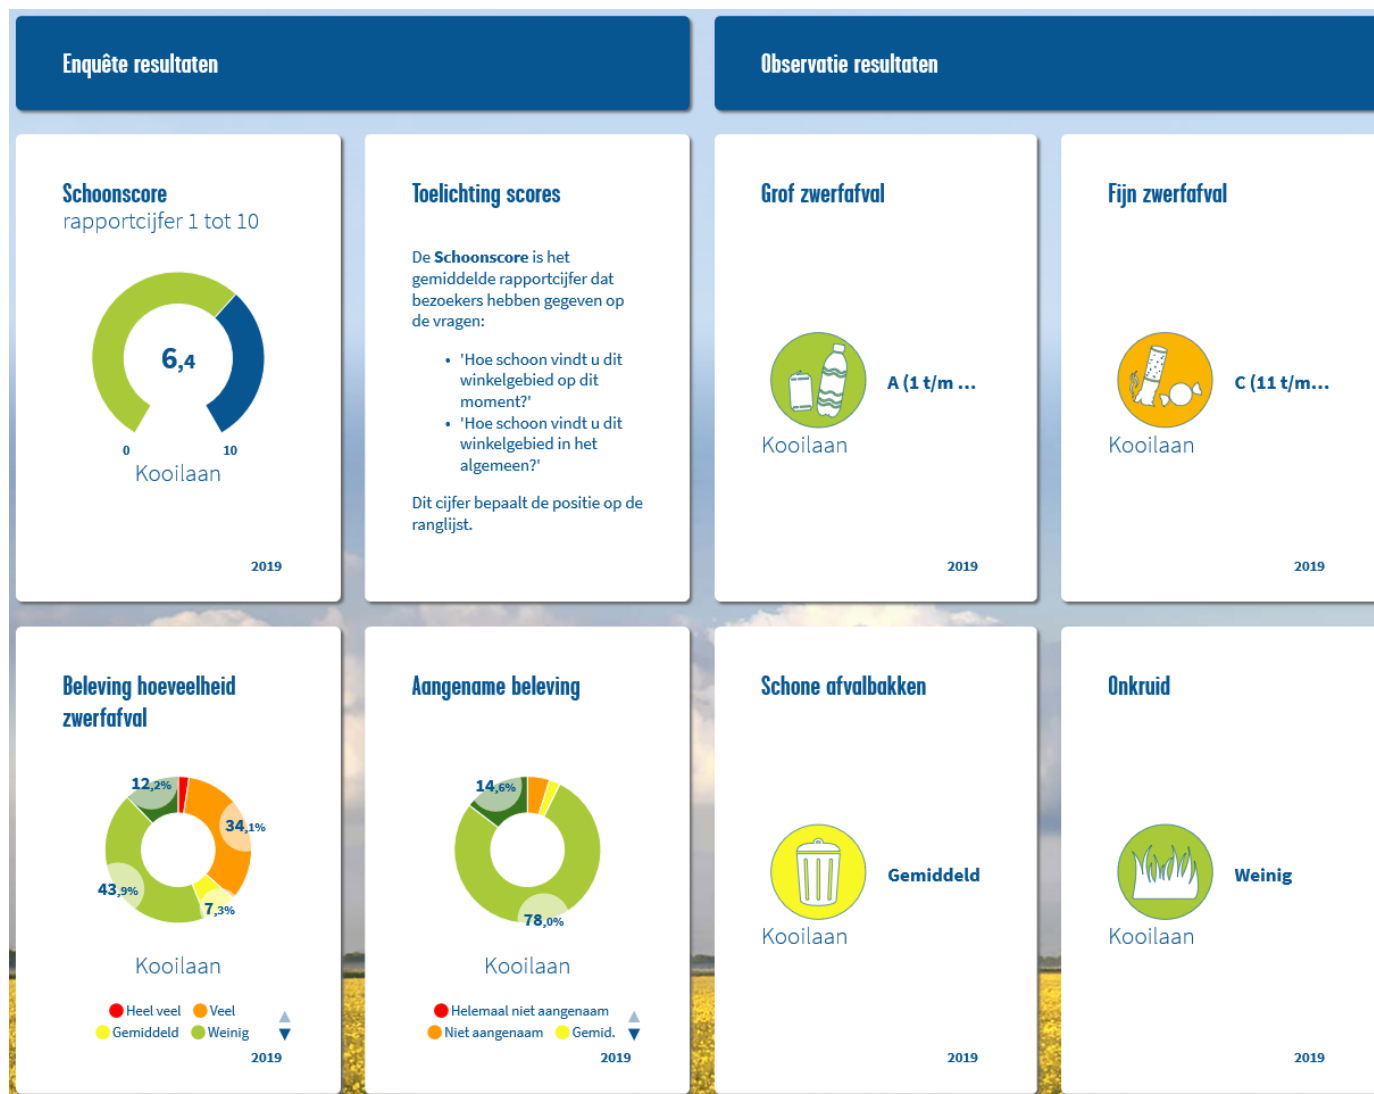 Enquête resultaten
Observatie resultaten
Schoonscore
rapportcijfer 1 tot 10
6,4
0
10
Kooilaan
2019
Toelichting scores
De Schoonscore is het
gemiddelde rapportcijfer dat
bezoekers hebben gegeven op
de vragen:
• 'Hoe schoon vindt u dit
winkelgebied op dit
moment?'
• 'Hoe schoon vindt u dit
winkelgebied in het
algemeen?'
Dit cijfer bepaalt de positie op de
ranglijst.
Grof zwerfafval
A (1 t/m ...
Kooilaan
2019
Fijn zwerfafval
C (11 t/m...
Kooilaan
2019
Beleving hoeveelheid
zwerfafval
12,2%
34,1%
43,9%
7,3%
Kooilaan
Heel veel Veel
Gemiddeld Weinig
2019
Aangename beleving
14,6%
78,0%
Kooilaan
Helemaal niet aangenaam
Niet aangenaam Gemid.
2019
Schone afvalbakken
Gemiddeld
Kooilaan
2019
Onkruid
Weinig
Kooilaan
2019